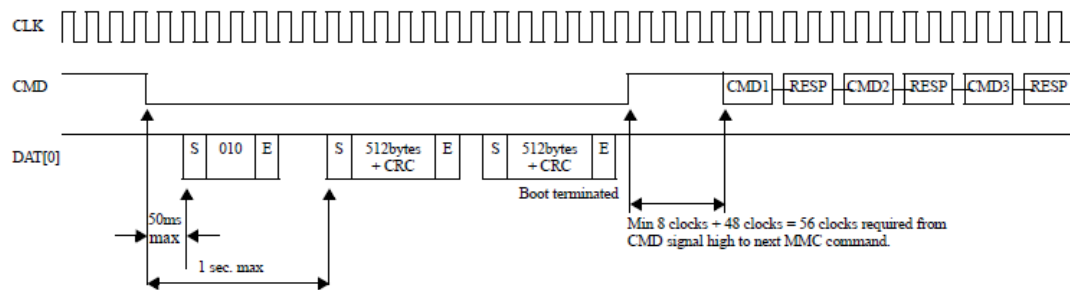 CLK
CMD
CMD1 RESP CMD2 RESP CMD3 RESP
DAT[0]
S 010 E S 512bytes + CRC E S 512bytes + CRC E
Boot terminated
50ms
max
1 sec. max
Min 8 clocks + 48 clocks = 56 clocks required from
CMD signal high to next MMC command.